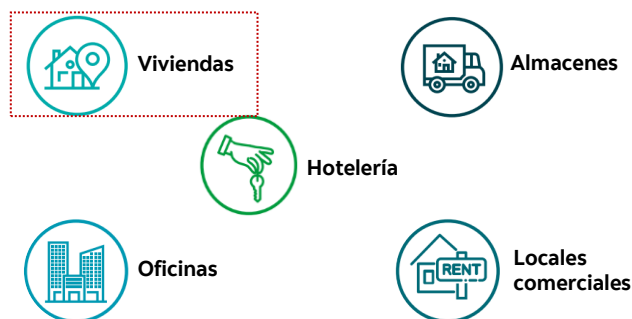 Viviendas
Almacenes
Hotelería
Oficinas
RENT
Locales
comerciales